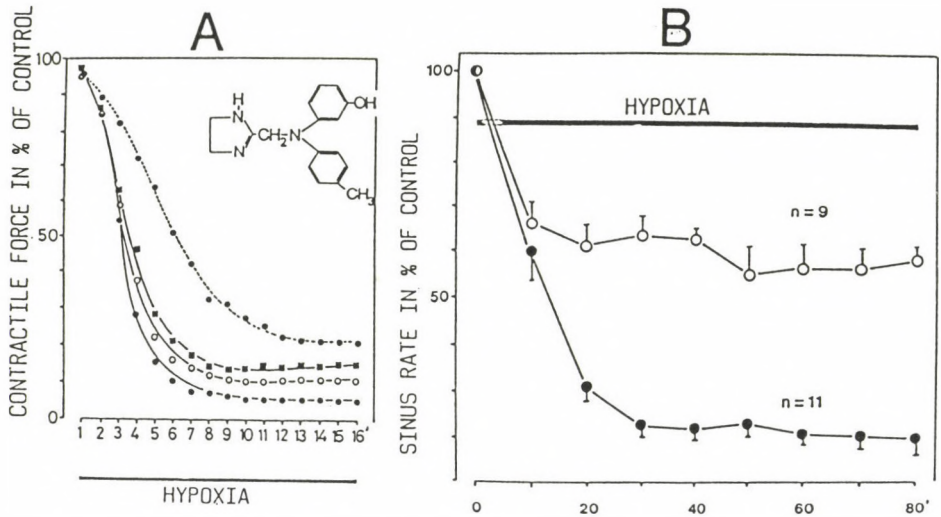 A
CONTRACTILE FORCE IN % OF CONTROL
100
50
0
H
N
N
CH2
N
CH
CH3
1 2 3 4 5 6 7 8 9 10 11 12 13 14 15 16'
HYPOXIA
B
SINUS RATE IN % OF CONTROL
100
50
HYPOXIA
n=9
n=11
0 20 40 60 80'